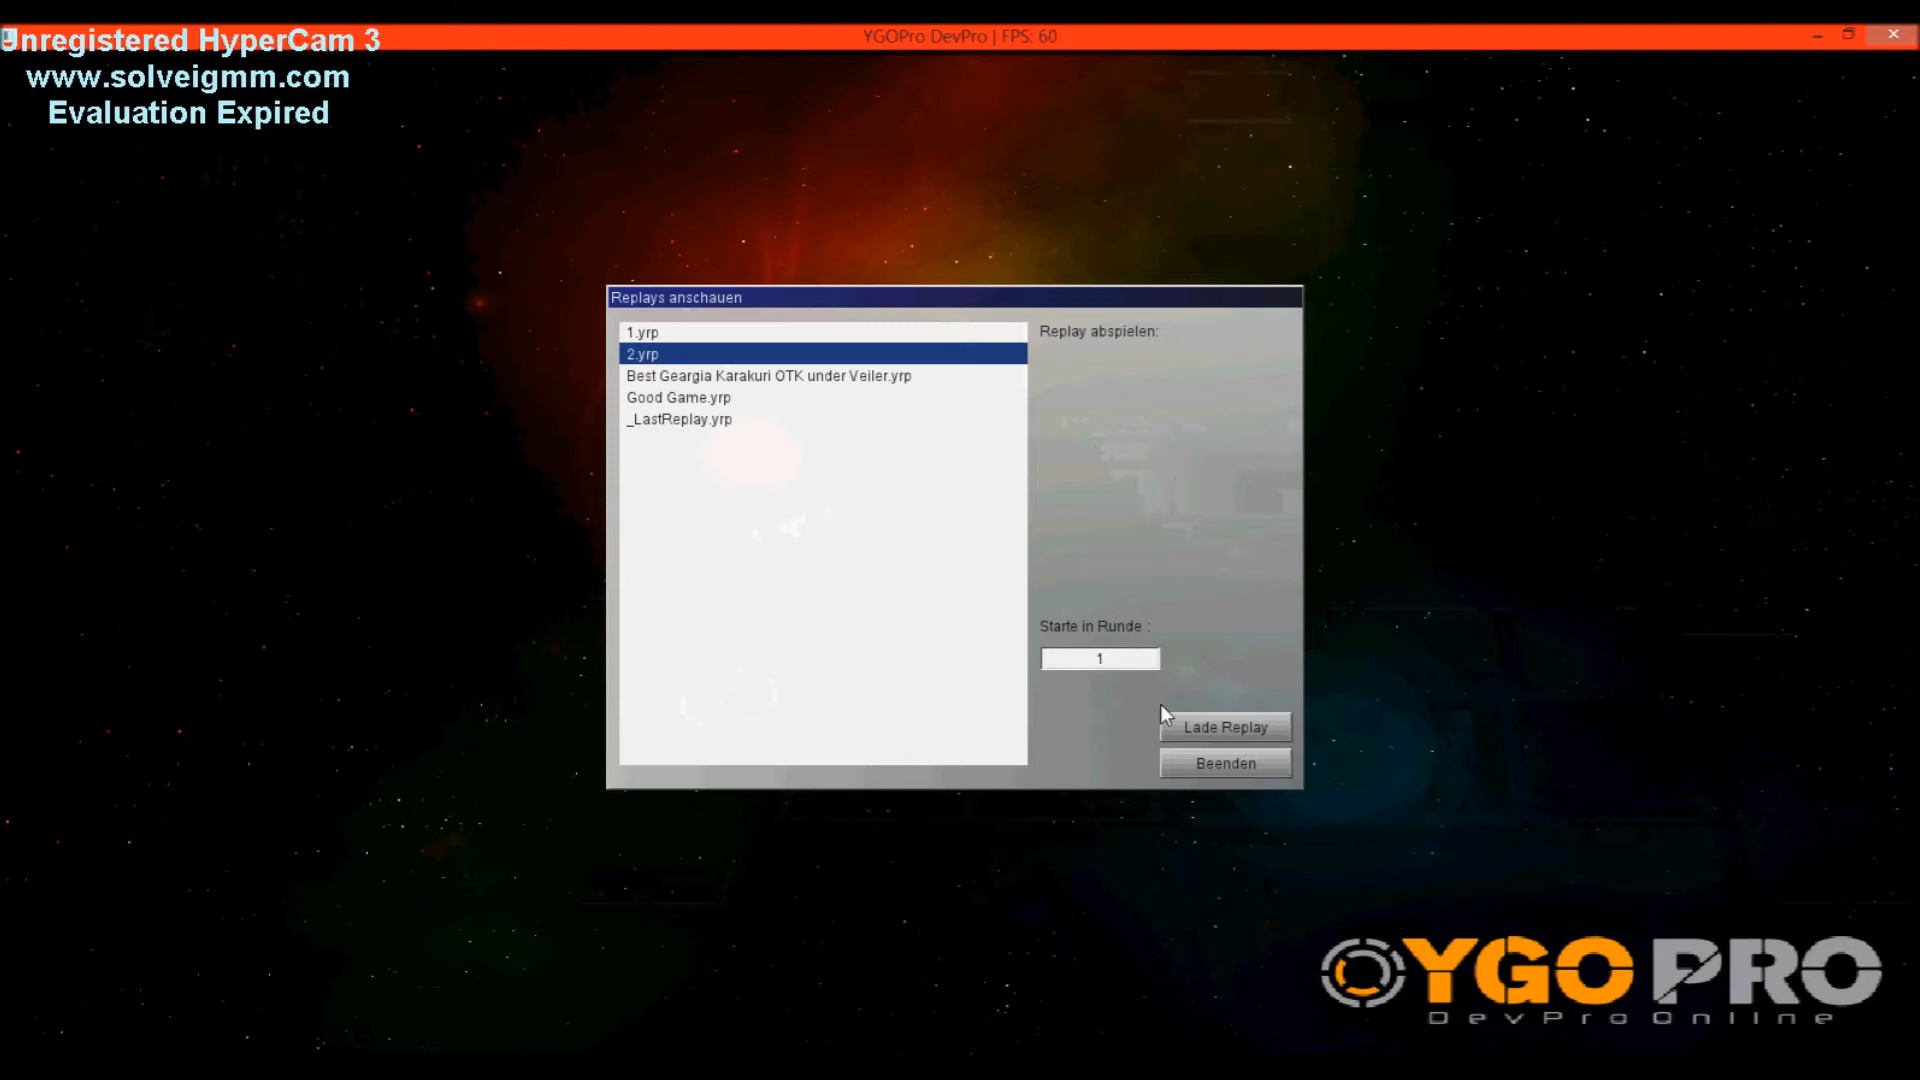 Unregistered HyperCam 3
www.solveigmm.com
Evaluation Expired
YGOPro DevPro | FPS: 60
Replays anschauen
1.yrp
2.yrp
Best Geargia Karakuri OTK under Veiler.yrp
Good Game.yrp
_LastReplay.yrp
Replay abspielen:
Starte in Runde :
1
Lade Replay
Beenden
YGO PRO
DevProOnline